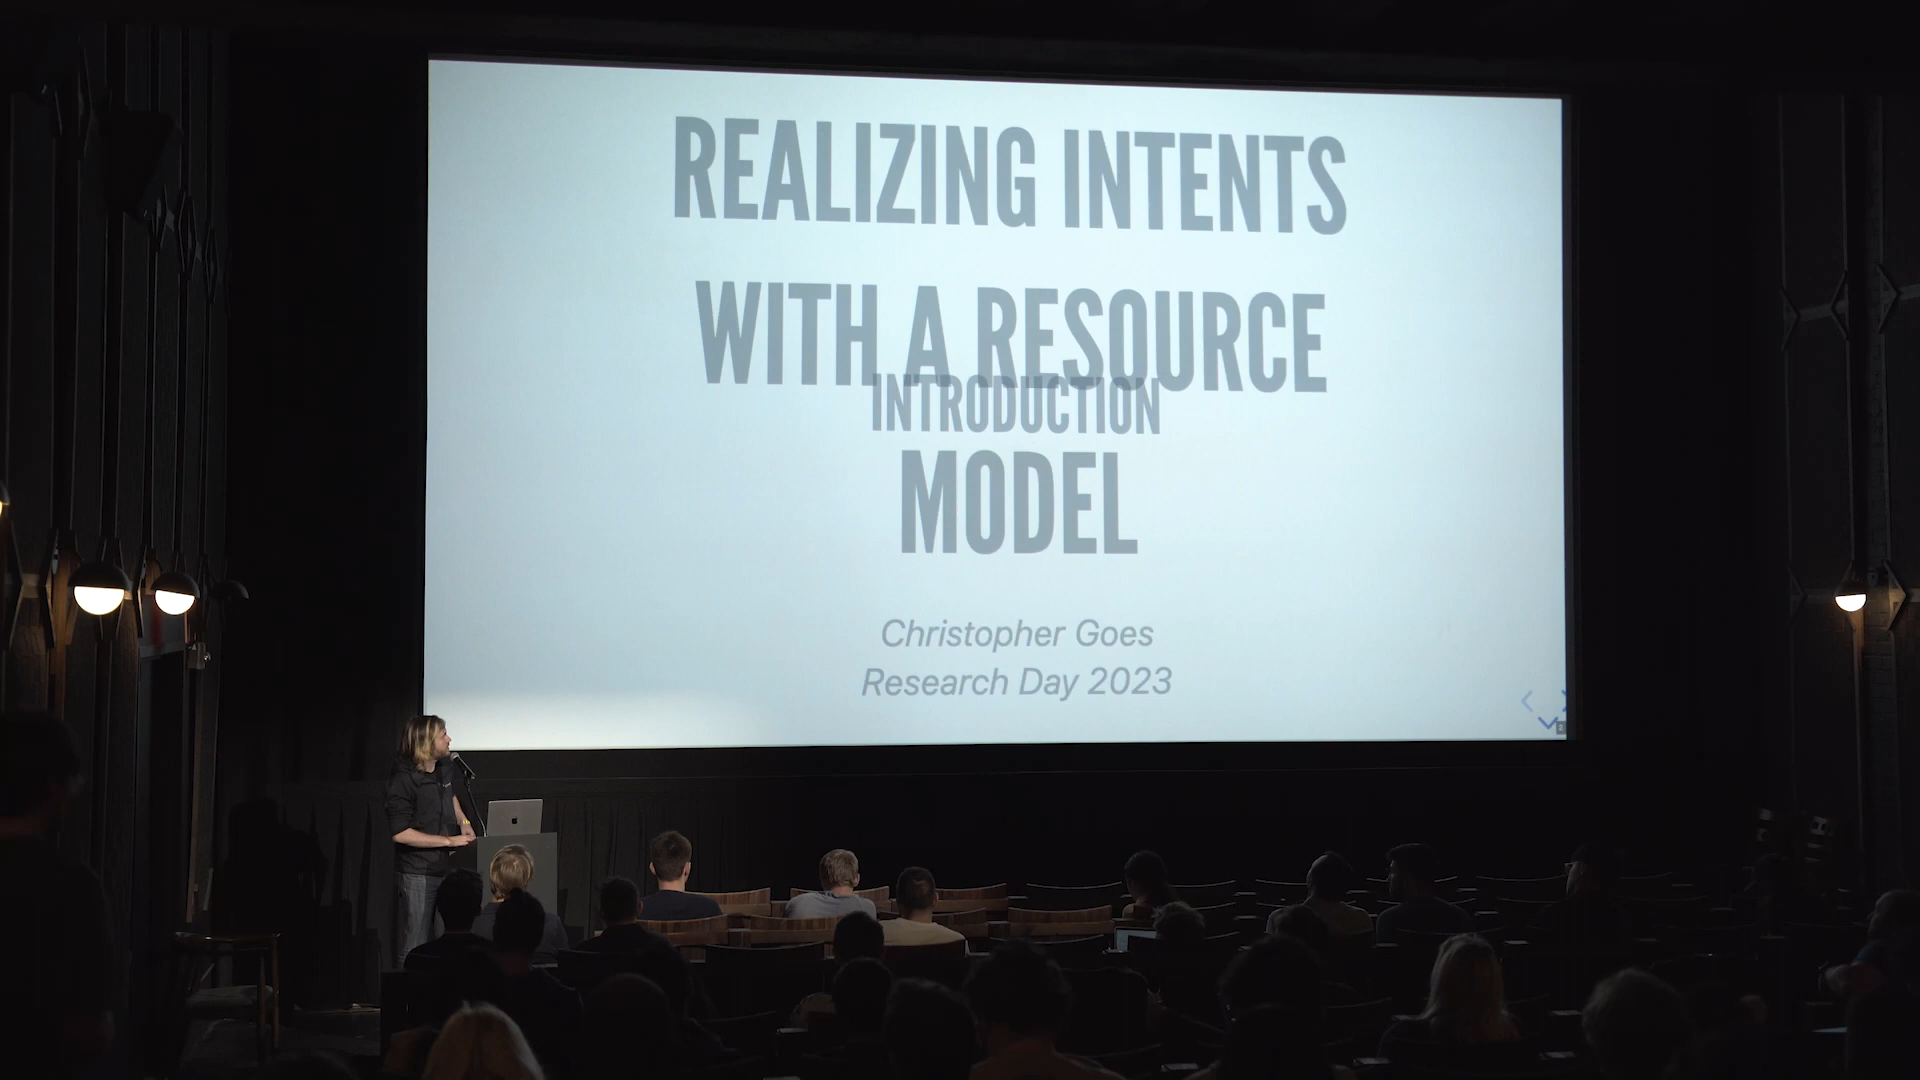 REALIZING INTENTS
WITH A RESOURCE
INTRODUCTION
MODEL
Christopher Goes
Research Day 2023